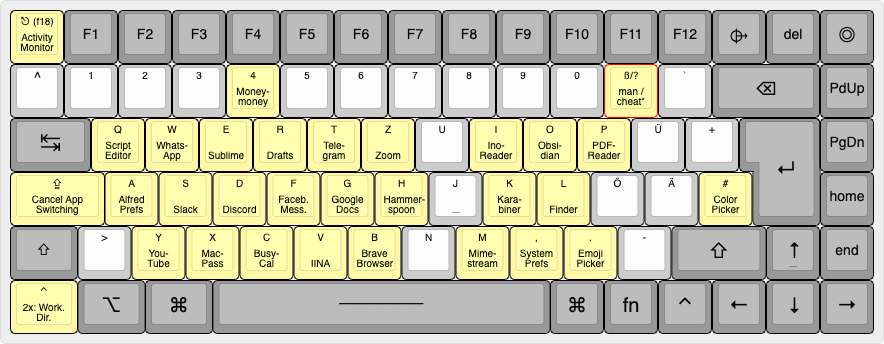 ⎋ (f18) Activity Monitor
F1
F2
F3
F4
F5
F6
F7
F8
F9
F10
F11
F12
del
^
1
2
3
4 Money-money
5
6
7
8
9
0
ß/? man / cheat*
`
⌫
PdUp
↹
Q Script Editor
W Whats-App
E Sublime
R Drafts
T Tele-gram
Z Zoom
U
I Ino-Reader
O Obsi-dian
P PDF-Reader
Ü
+
↵
PgDn
⇪ Cancel App Switching
A Alfred Prefs
S Slack
D Discord
F Faceb. Mess.
G Google Docs
H Hammer-spoon
J _
K Kara-biner
L Finder
Ö
Ä
# Color Picker
home
⇧
>
Y You-Tube
X Mac-Pass
C Busy-Cal
V IINA
B Brave Browser
N
M Mime-stream
, System Prefs
. Emoji Picker
-
⇧
↑
end
^ 2x: Work. Dir.
⌥
⌘
⌘
fn
^
←
↓
→